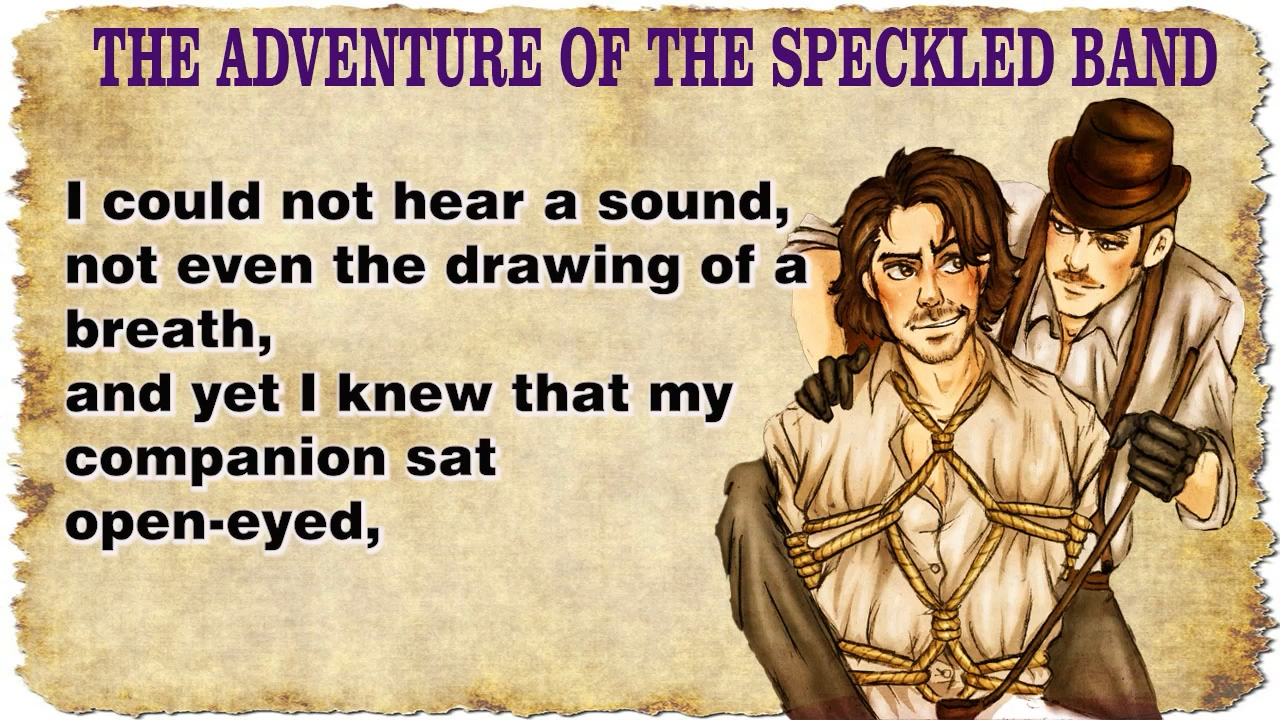 THE ADVENTURE OF THE SPECKLED BAND
I could not hear a sound,
not even the drawing of a
breath,
and yet I knew that my
companion sat
open-eyed,